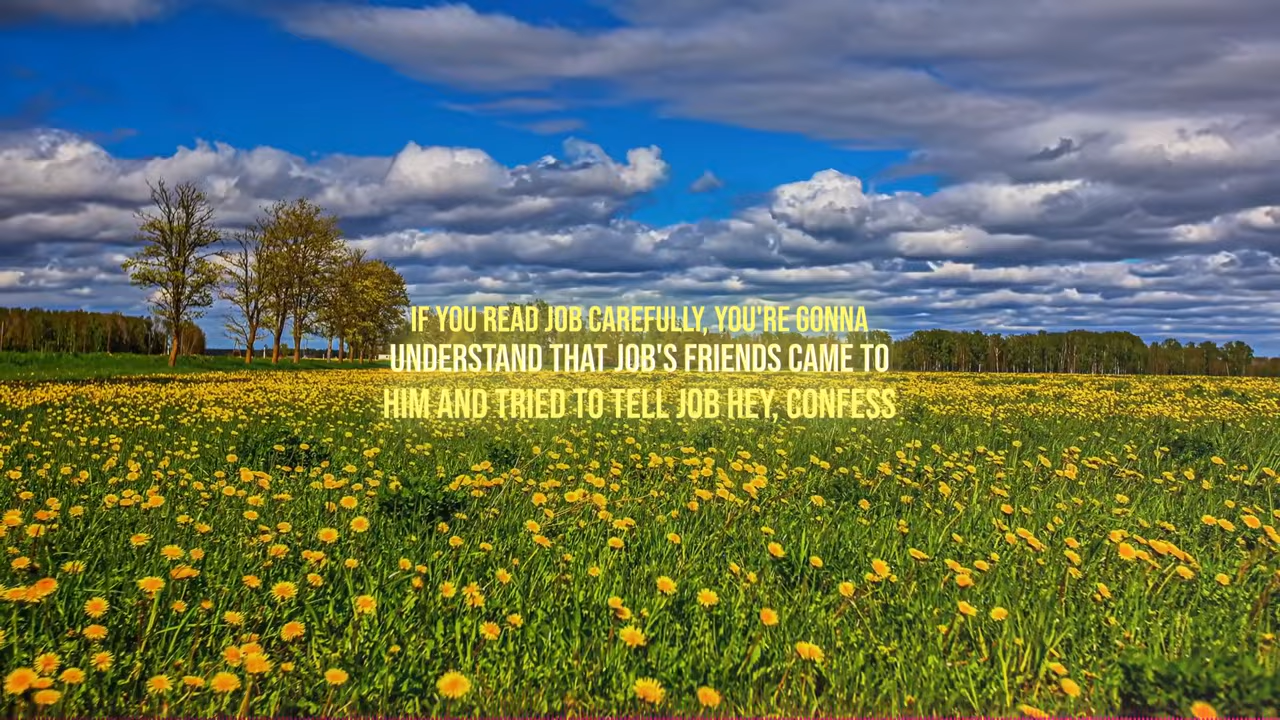 IF YOU READ JOB CAREFULLY, YOU'RE GONNA
UNDERSTAND THAT JOB'S FRIENDS CAME TO
HIM AND TRIED TO TELL JOB HEY, CONFESS